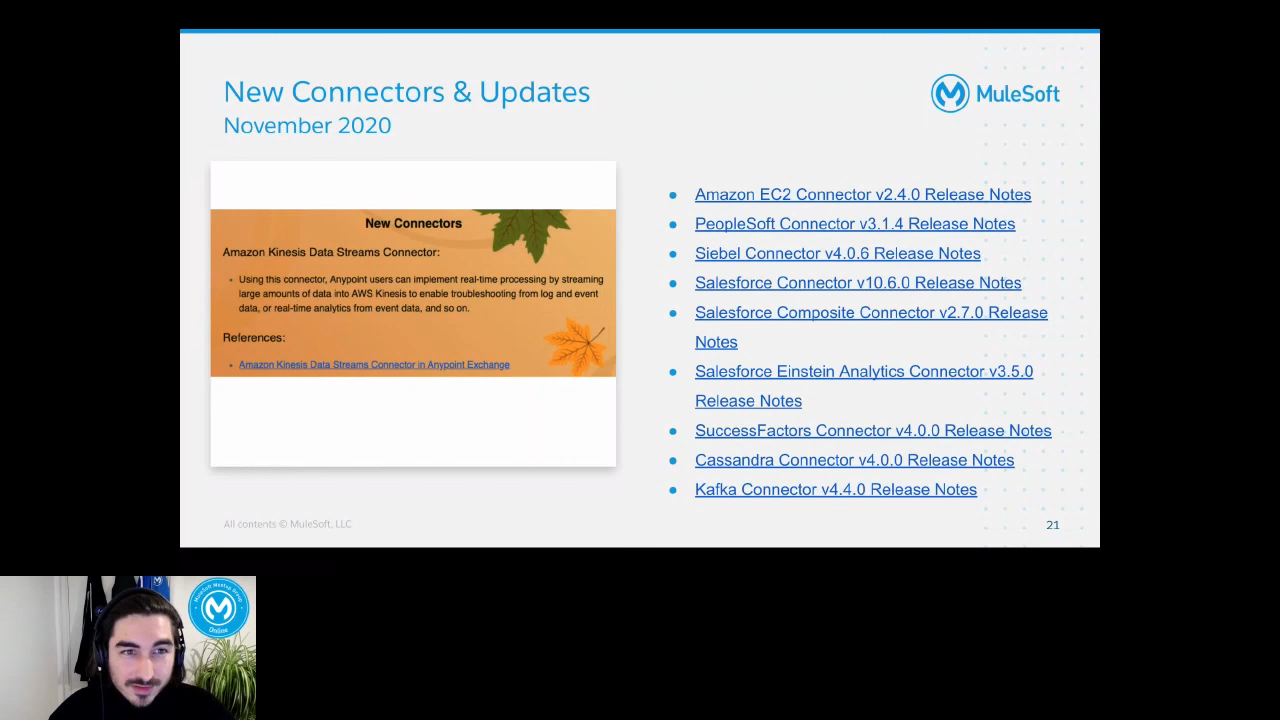 New Connectors & Updates
November 2020
MuleSoft
New Connectors
Amazon Kinesis Data Streams Connector:
• Using this connector, Anypoint users can implement real-time processing by streaming
large amounts of data into AWS Kinesis to enable troubleshooting from log and event
data, or real-time analytics from event data, and so on.
References:
• Amazon Kinesis Data Streams Connector in Anypoint Exchange
● Amazon EC2 Connector v2.4.0 Release Notes
● PeopleSoft Connector v3.1.4 Release Notes
● Siebel Connector v4.0.6 Release Notes
● Salesforce Connector v10.6.0 Release Notes
● Salesforce Composite Connector v2.7.0 Release
Notes
● Salesforce Einstein Analytics Connector v3.5.0
Release Notes
● SuccessFactors Connector v4.0.0 Release Notes
● Cassandra Connector v4.0.0 Release Notes
● Kafka Connector v4.4.0 Release Notes
All contents © MuleSoft, LLC
21
MuleSoft Meetup Group
Online